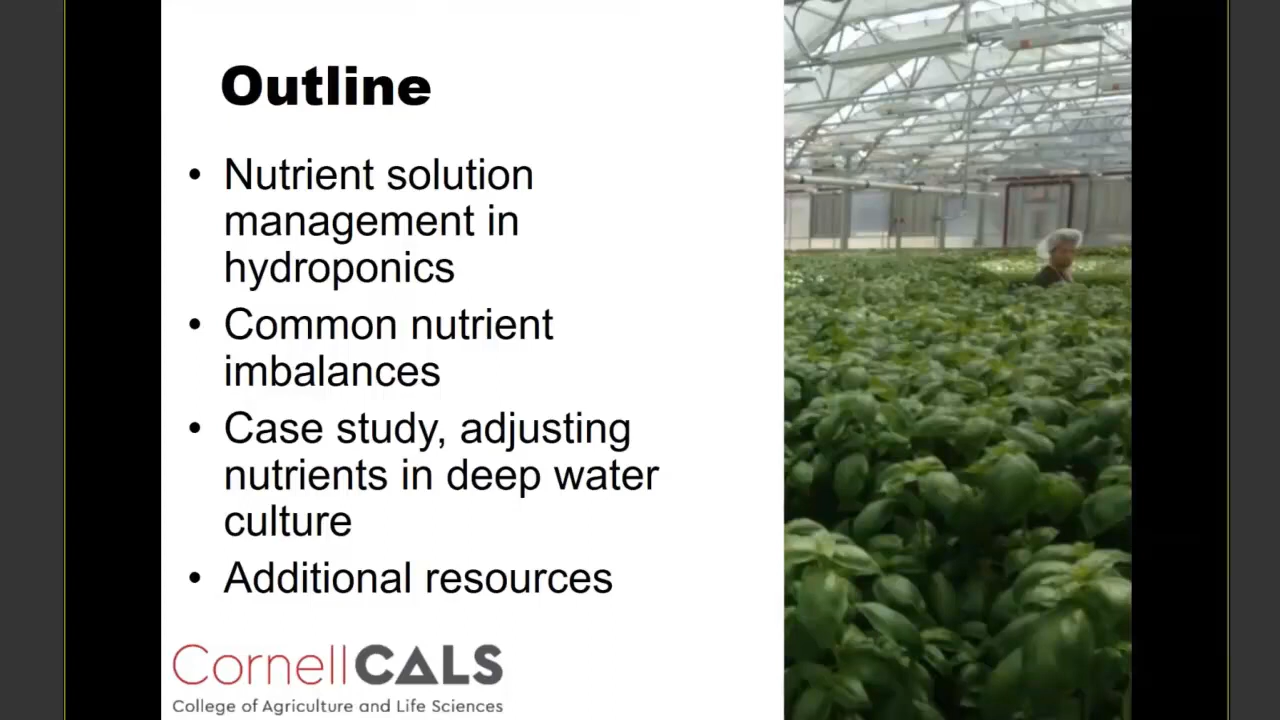 Outline
• Nutrient solution
management in
hydroponics
• Common nutrient
imbalances
• Case study, adjusting
nutrients in deep water
culture
• Additional resources
CornellCALS
College of Agriculture and Life Sciences